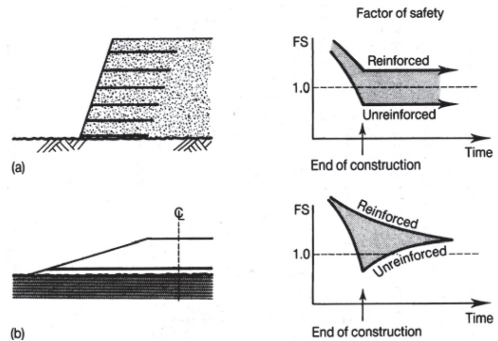 Factor of safety
FS
Reinforced
1.0
Unreinforced
Time
End of construction
(a)
℄
FS
Reinforced
1.0
Unreinforced
Time
End of construction
(b)